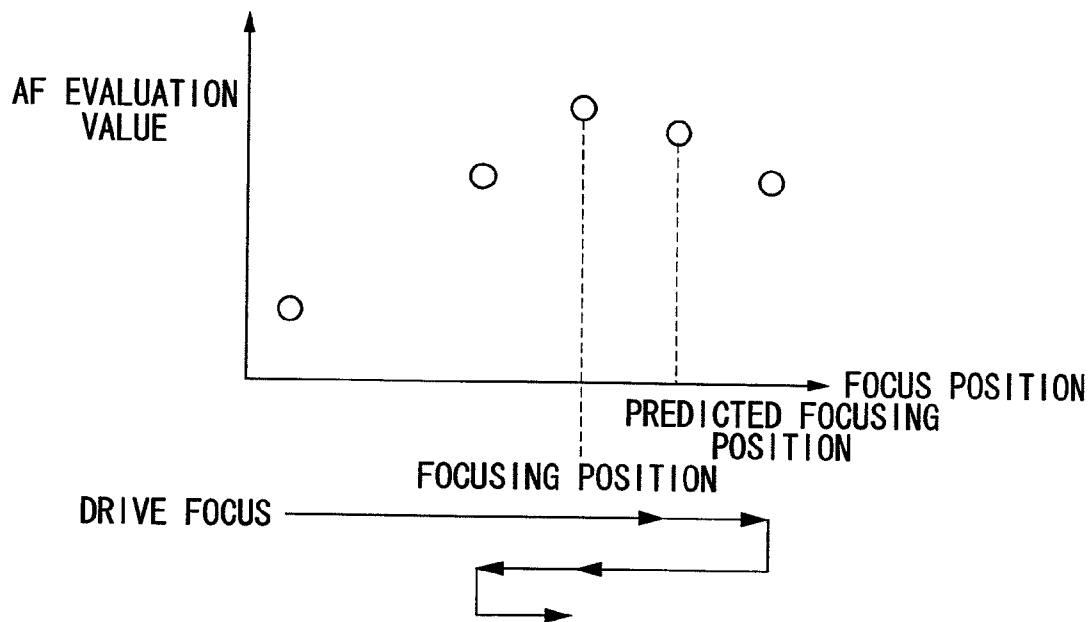 AF EVALUATION
VALUE
FOCUS POSITION
PREDICTED FOCUSING
POSITION
FOCUSING POSITION
DRIVE FOCUS